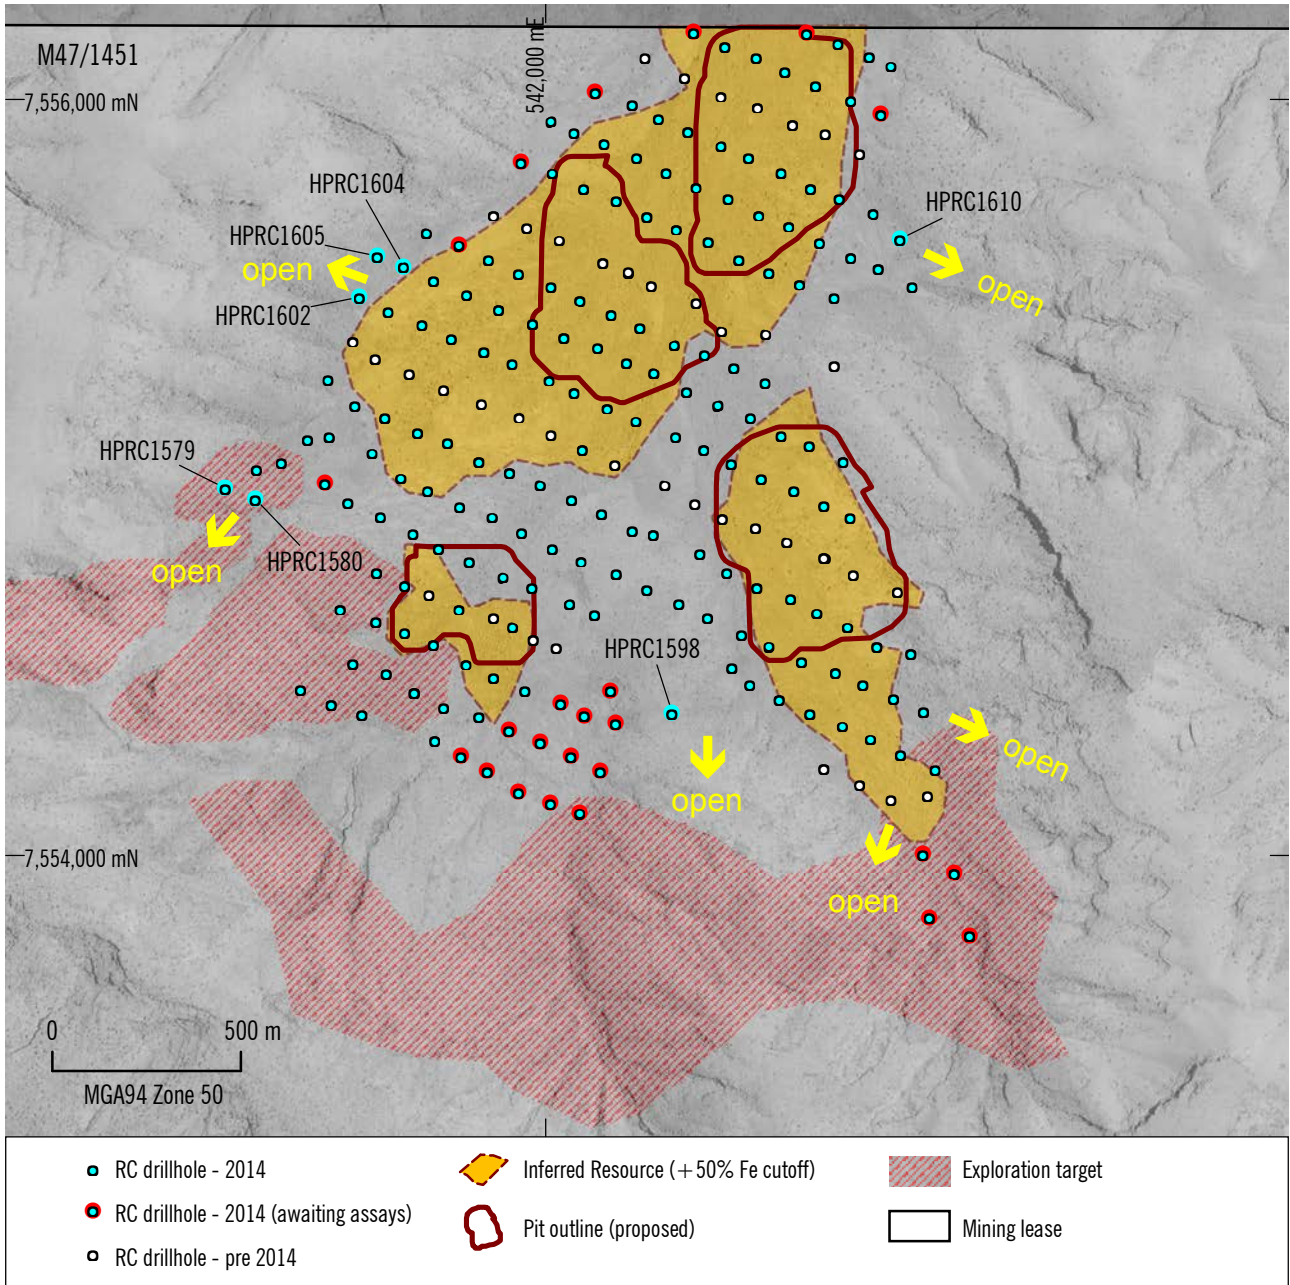 M47/1451
542,000 mE
7,556,000 mN
HPRC1604
HPRC1610
HPRC1605
open
open
HPRC1602
HPRC1579
HPRC1580
open
HPRC1598
open
open
7,554,000 mN
open
0 500 m
MGA94 Zone 50
RC drillhole - 2014
Inferred Resource (+50% Fe cutoff)
Exploration target
RC drillhole - 2014 (awaiting assays)
Pit outline (proposed)
Mining lease
RC drillhole - pre 2014